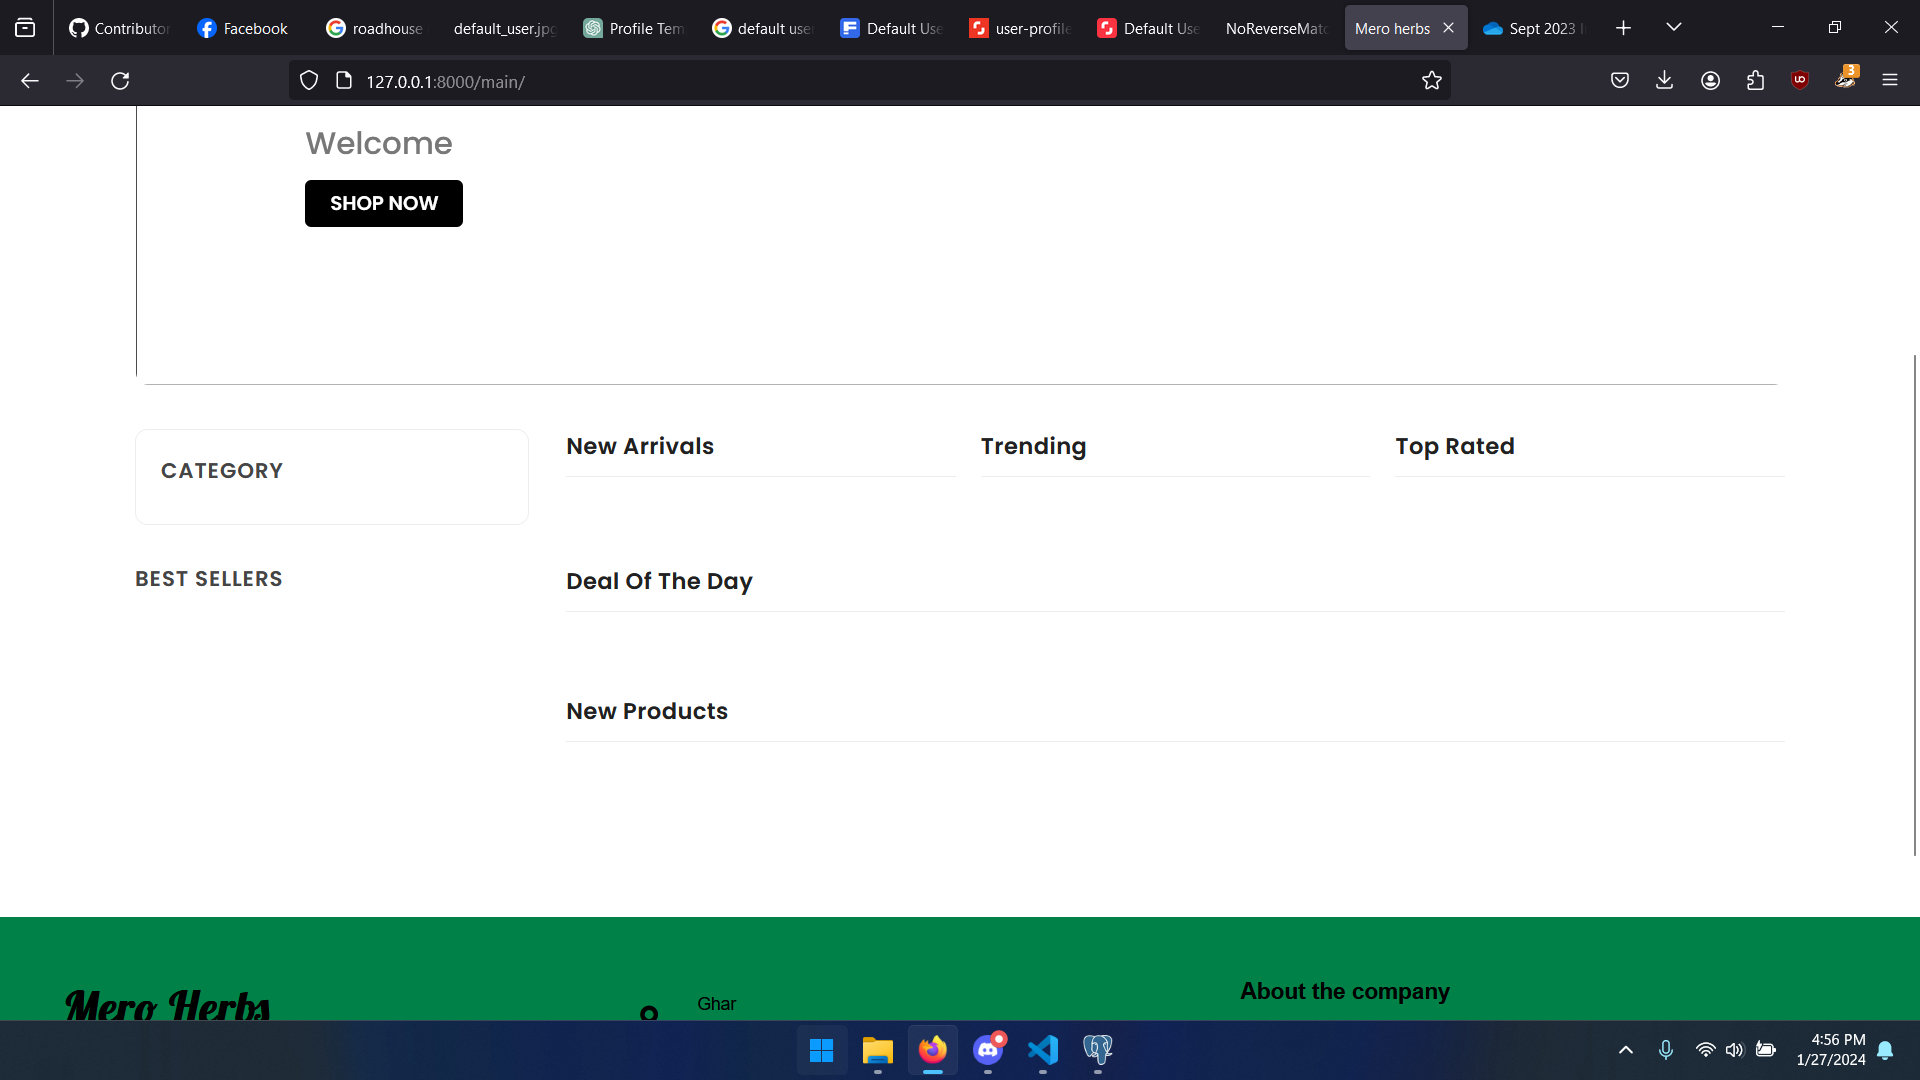 Contributor
Facebook
roadhouse
default_user.jpg
Profile Tem
default user
Default Use
user-profile
Default Use
NoReverseMatc
Mero herbs
Sept 2023 I
127.0.0.1:8000/main/
3
Welcome
SHOP NOW
CATEGORY
New Arrivals
Trending
Top Rated
BEST SELLERS
Deal Of The Day
New Products
Mero Herbs
Ghar
About the company
4:56 PM
1/27/2024